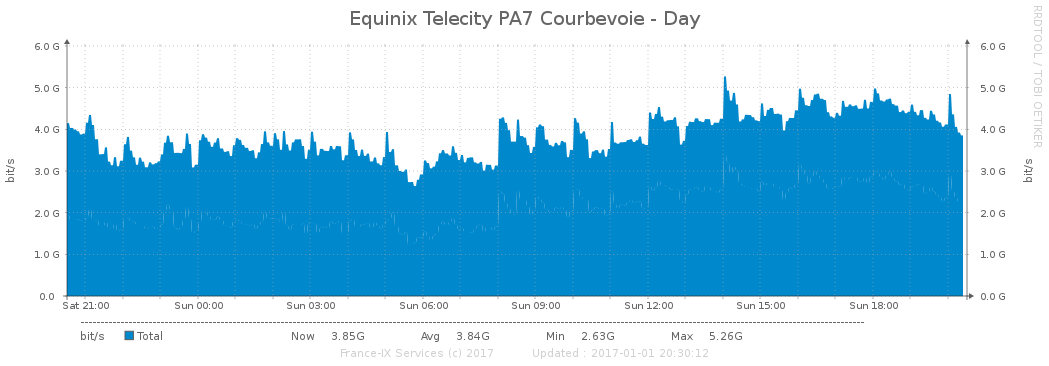 Equinix Telecity PA7 Courbevoie - Day
RRDTOOL / TOBI OETIKER
6.0 G 6.0 G
5.0 G 5.0 G
4.0 G 4.0 G
3.0 G 3.0 G
2.0 G 2.0 G
1.0 G 1.0 G
0.0 0.0 G
bit/s
bit/s
Sat 21:00 Sun 00:00 Sun 03:00 Sun 06:00 Sun 09:00 Sun 12:00 Sun 15:00 Sun 18:00
bit/s Total Now 3.85G Avg 3.84G Min 2.63G Max 5.26G
France-IX Services (c) 2017 Updated : 2017-01-01 20:30:12